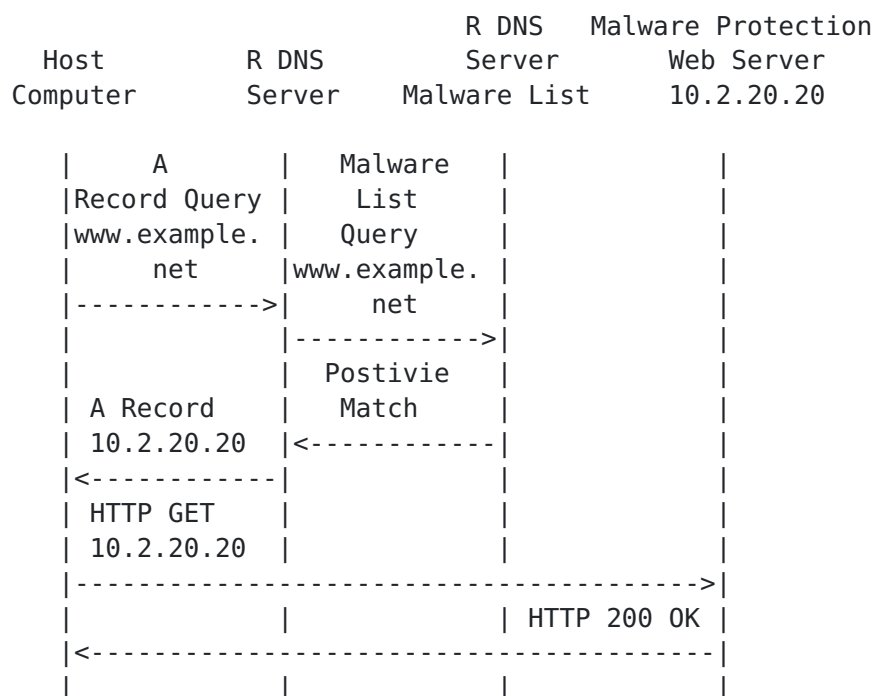 R DNS Malware Protection
Host R DNS Server Web Server
Computer Server Malware List 10.2.20.20
| A | Malware | |
|Record Query | List | |
|www.example. | Query | |
| net |www.example. | |
|------------>| net | |
| |------------>| |
| | Postivie | |
| A Record | Match | |
| 10.2.20.20 |<------------| |
|<------------| | |
| HTTP GET | | |
| 10.2.20.20 | | |
|---------------------------------------->|
| | | HTTP 200 OK |
|<----------------------------------------|
| | | |